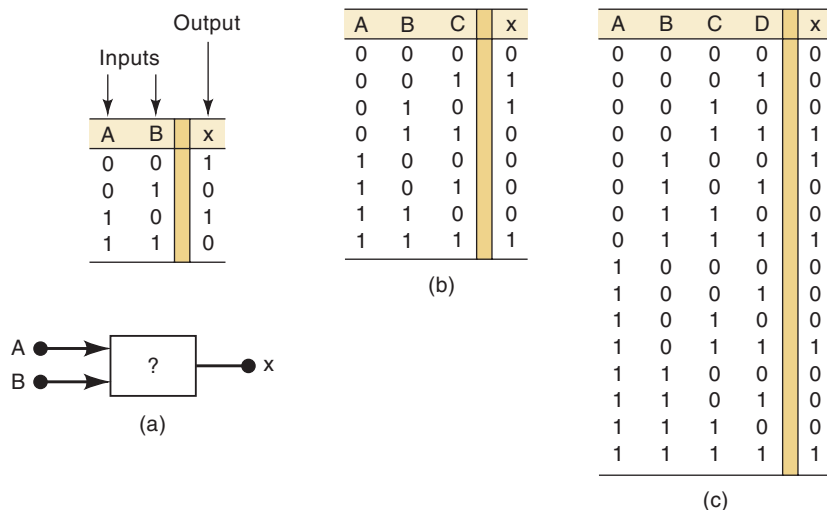 Output
Inputs
A B x
0 0 1
0 1 0
1 0 1
1 1 0
A
B
?
x
(a)
A B C x
0 0 0 0
0 0 1 1
0 1 0 1
0 1 1 0
1 0 0 0
1 0 1 0
1 1 0 0
1 1 1 1
(b)
A B C D x
0 0 0 0 0
0 0 0 1 0
0 0 1 0 0
0 0 1 1 1
0 1 0 0 1
0 1 0 1 0
0 1 1 0 0
0 1 1 1 1
1 0 0 0 0
1 0 0 1 0
1 0 1 0 0
1 0 1 1 1
1 1 0 0 0
1 1 0 1 0
1 1 1 0 0
1 1 1 1 1
(c)